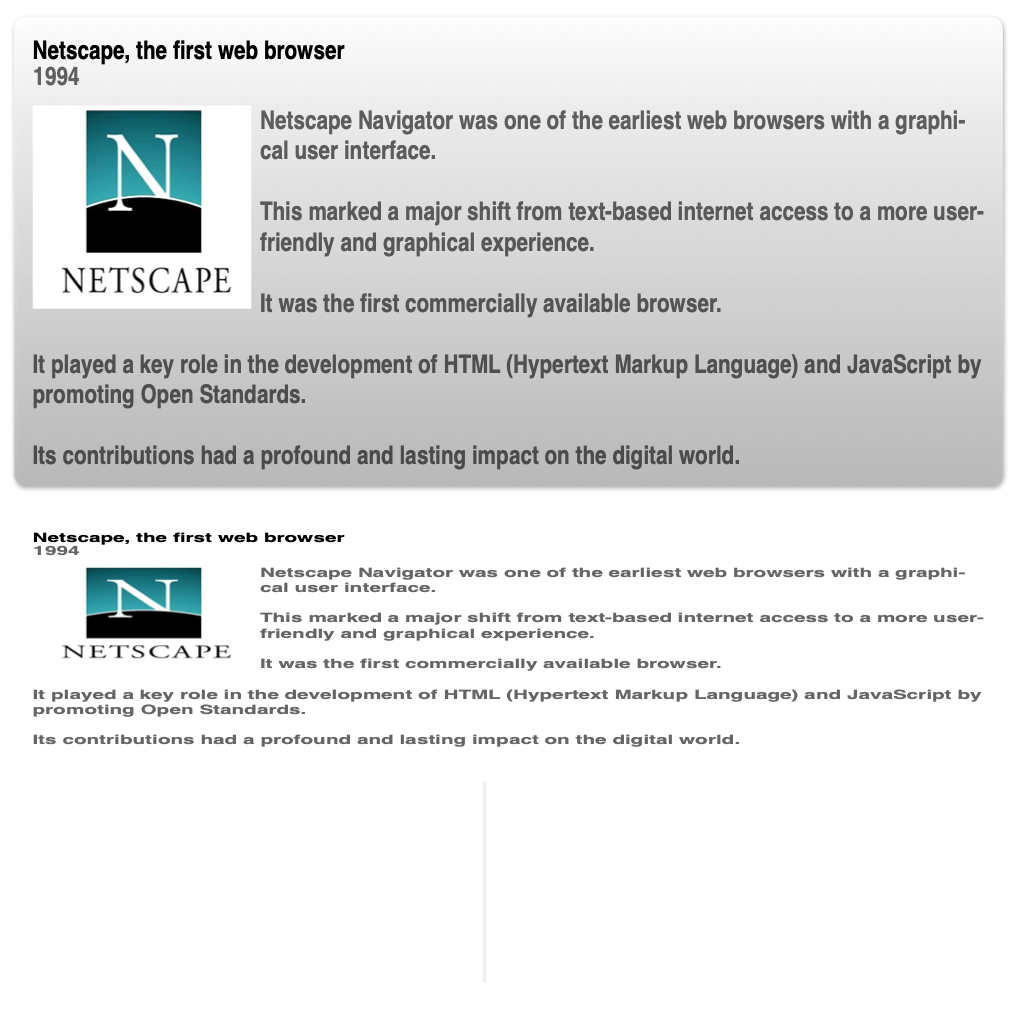 Netscape, the first web browser
1994
N
NETSCAPE
Netscape Navigator was one of the earliest web browsers with a graphi-
cal user interface.
This marked a major shift from text-based internet access to a more user-
friendly and graphical experience.
It was the first commercially available browser.
It played a key role in the development of HTML (Hypertext Markup Language) and JavaScript by
promoting Open Standards.
Its contributions had a profound and lasting impact on the digital world.
Netscape, the first web browser
1994
N
NETSCAPE
Netscape Navigator was one of the earliest web browsers with a graphi-
cal user interface.
This marked a major shift from text-based internet access to a more user-
friendly and graphical experience.
It was the first commercially available browser.
It played a key role in the development of HTML (Hypertext Markup Language) and JavaScript by
promoting Open Standards.
Its contributions had a profound and lasting impact on the digital world.